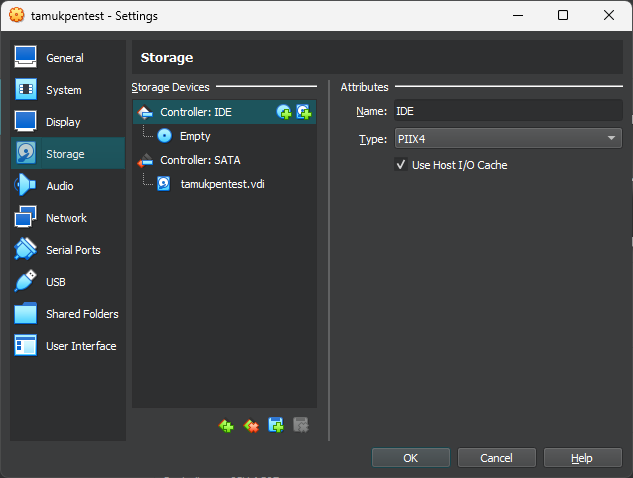 tamukpentest - Settings
General
System
Display
Storage
Audio
Network
Serial Ports
USB
Shared Folders
User Interface
Storage
Storage Devices
Controller: IDE
Empty
Controller: SATA
tamukpentest.vdi
Attributes
Name: IDE
Type: PIIX4
Use Host I/O Cache
OK Cancel Help